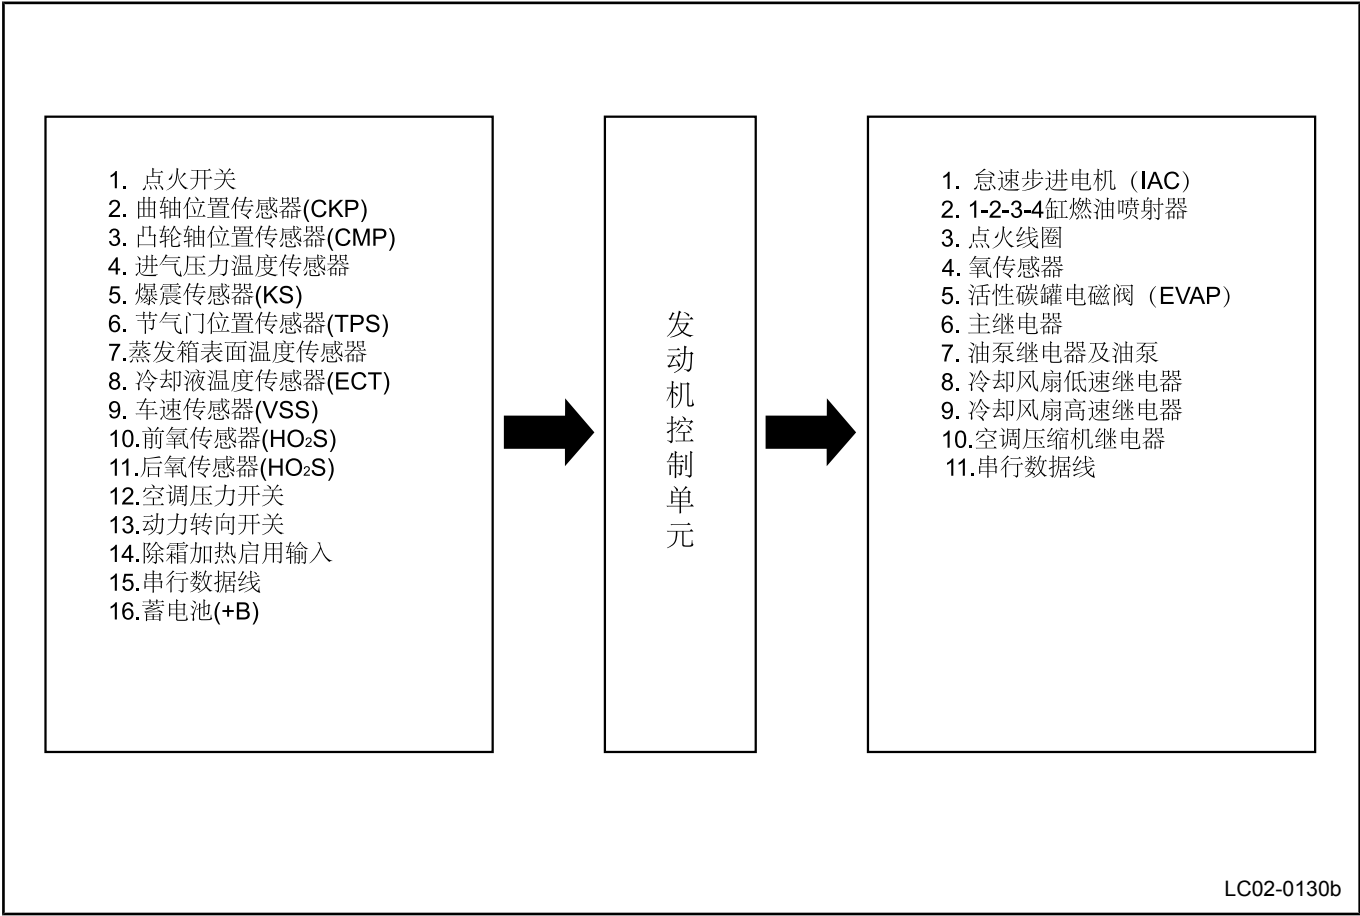 1. 点火开关
2. 曲轴位置传感器(CKP)
3. 凸轮轴位置传感器(CMP)
4. 进气压力温度传感器
5. 爆震传感器(KS)
6. 节气门位置传感器(TPS)
7.蒸发箱表面温度传感器
8. 冷却液温度传感器(ECT)
9. 车速传感器(VSS)
10.前氧传感器(HO₂S)
11.后氧传感器(HO₂S)
12.空调压力开关
13.动力转向开关
14.除霜加热启用输入
15.串行数据线
16.蓄电池(+B)
发动机控制单元
1. 怠速步进电机（IAC）
2. 1-2-3-4缸燃油喷射器
3. 点火线圈
4. 氧传感器
5. 活性碳罐电磁阀（EVAP）
6. 主继电器
7. 油泵继电器及油泵
8. 冷却风扇低速继电器
9. 冷却风扇高速继电器
10.空调压缩机继电器
11.串行数据线
LC02-0130b